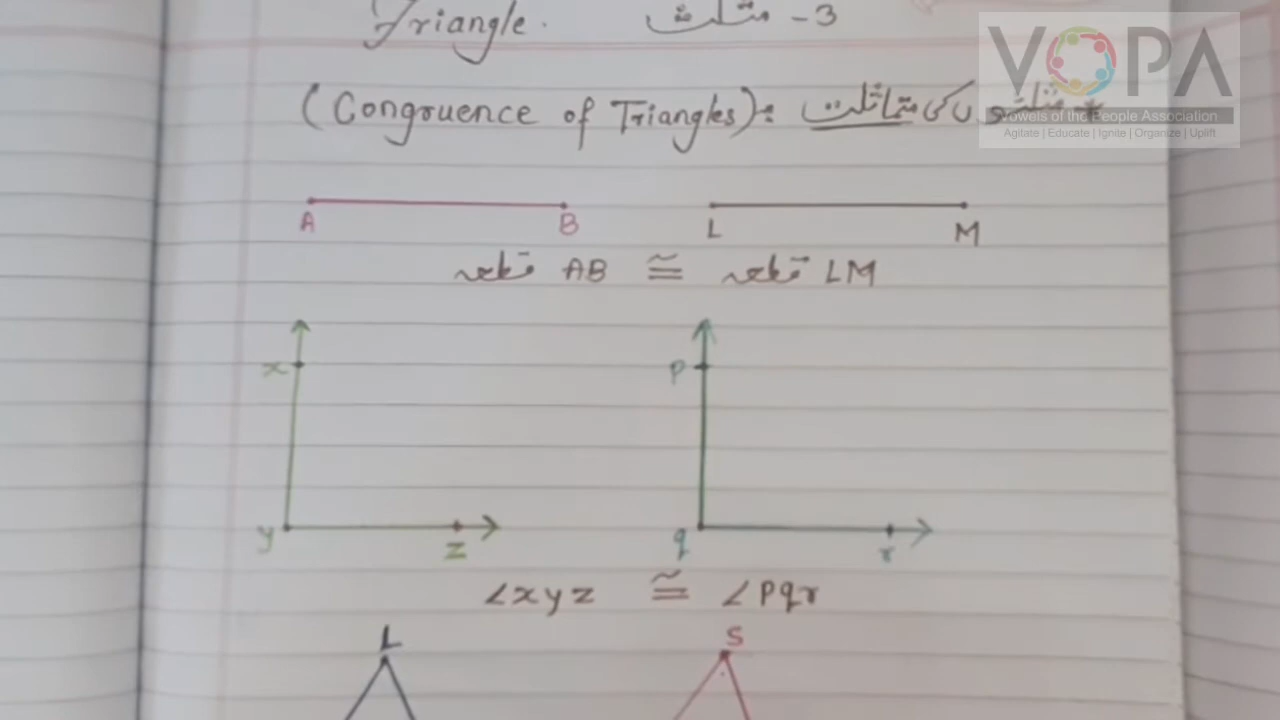 Triangle. 3- مثلث
(Congruence of Triangles): * مثلثوں کی متماثلت
A B L M
قطعہ AB ≅ قطعہ LM
x p
y z q r
∠xyz ≅ ∠pqr
L S
VOPA
Vowels of the People Association
Agitate | Educate | Ignite | Organize | Uplift